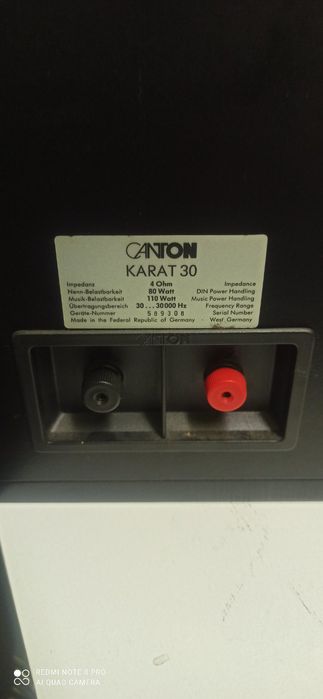 CANTON
KARAT 30
Impedanz 4 Ohm Impedance
Nenn-Belastbarkeit 80 Watt DIN Power Handling
Musik-Belastbarkeit 110 Watt Music Power Handling
Übertragungsbereich 30...30000 Hz Frequency Range
Geräte-Nummer 589308 Serial Number
Made in the Federal Republic of Germany West Germany
CANTON
REDMI NOTE 8 PRO
AI QUAD CAMERA